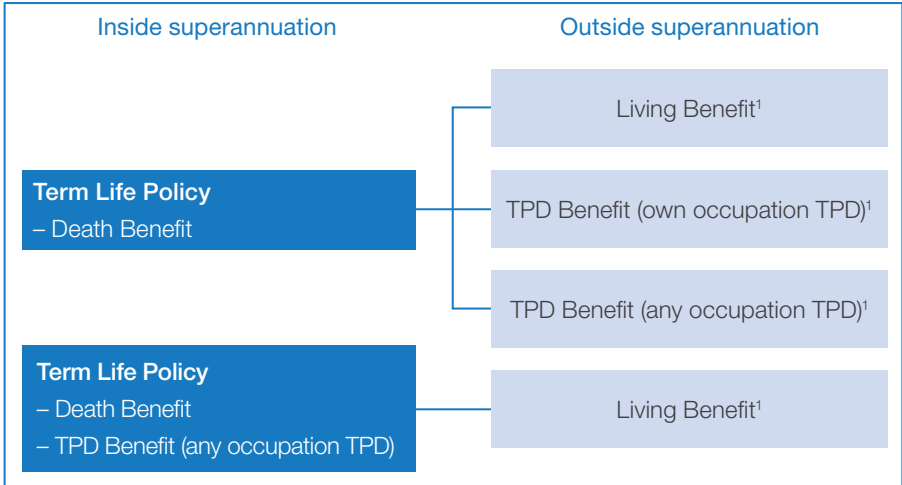 Inside superannuation
Outside superannuation
Living Benefit¹
Term Life Policy
– Death Benefit
TPD Benefit (own occupation TPD)¹
TPD Benefit (any occupation TPD)¹
Term Life Policy
– Death Benefit
– TPD Benefit (any occupation TPD)
Living Benefit¹